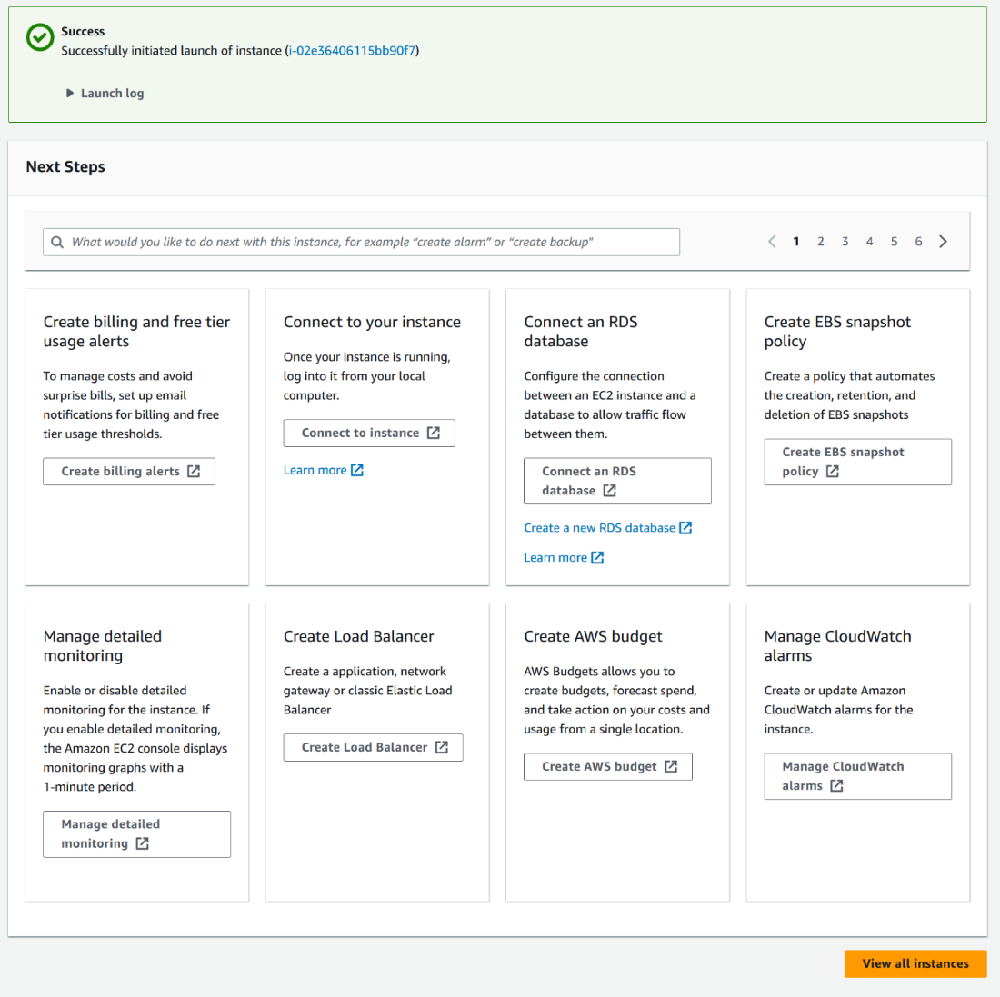 Success
Successfully initiated launch of instance (i-02e36406115bb90f7)
Launch log
Next Steps
What would you like to do next with this instance, for example “create alarm” or “create backup”
1 2 3 4 5 6
Create billing and free tier
usage alerts
To manage costs and avoid
surprise bills, set up email
notifications for billing and free
tier usage thresholds.
Create billing alerts
Connect to your instance
Once your instance is running,
log into it from your local
computer.
Connect to instance
Learn more
Connect an RDS
database
Configure the connection
between an EC2 instance and a
database to allow traffic flow
between them.
Connect an RDS
database
Create a new RDS database
Learn more
Create EBS snapshot
policy
Create a policy that automates
the creation, retention, and
deletion of EBS snapshots
Create EBS snapshot
policy
Manage detailed
monitoring
Enable or disable detailed
monitoring for the instance. If
you enable detailed monitoring,
the Amazon EC2 console displays
monitoring graphs with a
1-minute period.
Manage detailed
monitoring
Create Load Balancer
Create a application, network
gateway or classic Elastic Load
Balancer
Create Load Balancer
Create AWS budget
AWS Budgets allows you to
create budgets, forecast spend,
and take action on your costs and
usage from a single location.
Create AWS budget
Manage CloudWatch
alarms
Create or update Amazon
CloudWatch alarms for the
instance.
Manage CloudWatch
alarms
View all instances